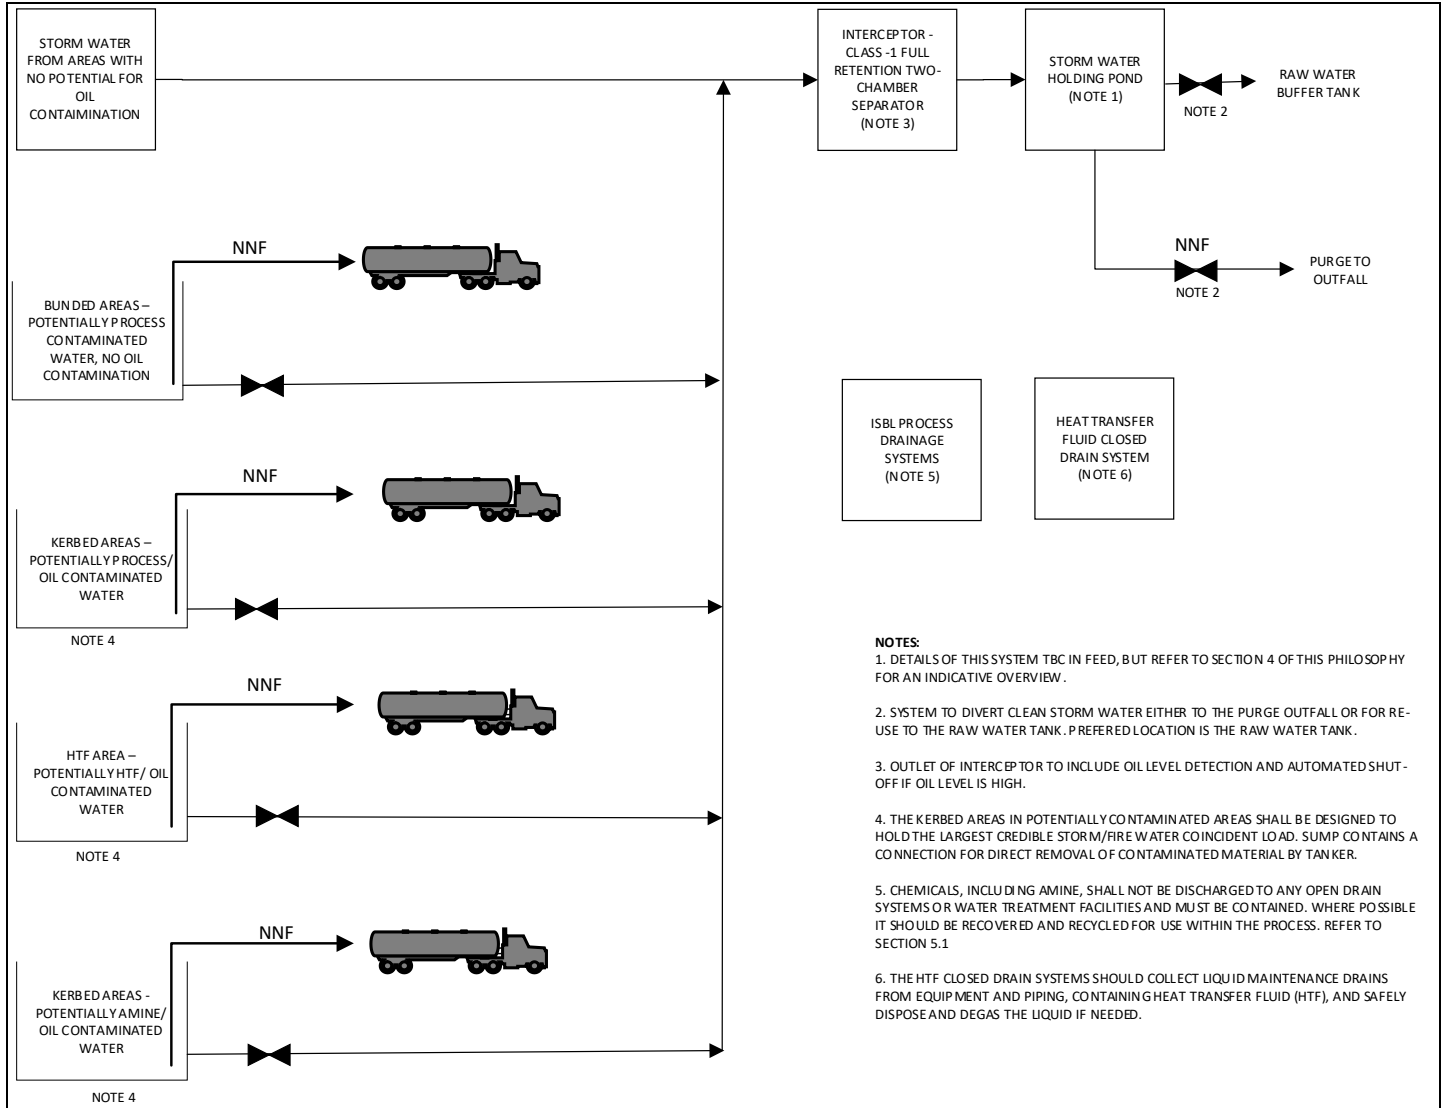 STORM WATER
FROM AREAS WITH
NO POTENTIAL FOR
OIL
CONTAIMINATION
INTERCEPTOR -
CLASS -1 FULL
RETENTION TWO-
CHAMBER
SEPARATOR
(NOTE 3)
STORM WATER
HOLDING POND
(NOTE 1)
NOTE 2
RAW WATER
BUFFER TANK
NNF
NOTE 2
PURGE TO
OUTFALL
NNF
BUNDED AREAS –
POTENTIALLY PROCESS
CONTAMINATED
WATER, NO OIL
CONTAMINATION
NNF
KERBED AREAS –
POTENTIALLY PROCESS/
OIL CONTAMINATED
WATER
NOTE 4
NNF
HTF AREA –
POTENTIALLY HTF/ OIL
CONTAMINATED
WATER
NOTE 4
NNF
KERBED AREAS -
POTENTIALLY AMINE/
OIL CONTAMINATED
WATER
NOTE 4
ISBL PROCESS
DRAINAGE
SYSTEMS
(NOTE 5)
HEAT TRANSFER
FLUID CLOSED
DRAIN SYSTEM
(NOTE 6)
NOTES:
1. DETAILS OF THIS SYSTEM TBC IN FEED, BUT REFER TO SECTION 4 OF THIS PHILOSOPHY
FOR AN INDICATIVE OVERVIEW.
2. SYSTEM TO DIVERT CLEAN STORM WATER EITHER TO THE PURGE OUTFALL OR FOR RE-
USE TO THE RAW WATER TANK. PREFERED LOCATION IS THE RAW WATER TANK.
3. OUTLET OF INTERCEPTOR TO INCLUDE OIL LEVEL DETECTION AND AUTOMATED SHUT-
OFF IF OIL LEVEL IS HIGH.
4. THE KERBED AREAS IN POTENTIALLY CONTAMINATED AREAS SHALL BE DESIGNED TO
HOLD THE LARGEST CREDIBLE STORM/FIRE WATER COINCIDENT LOAD. SUMP CONTAINS A
CONNECTION FOR DIRECT REMOVAL OF CONTAMINATED MATERIAL BY TANKER.
5. CHEMICALS, INCLUDING AMINE, SHALL NOT BE DISCHARGED TO ANY OPEN DRAIN
SYSTEMS OR WATER TREATMENT FACILITIES AND MUST BE CONTAINED. WHERE POSSIBLE
IT SHOULD BE RECOVERED AND RECYCLED FOR USE WITHIN THE PROCESS. REFER TO
SECTION 5.1
6. THE HTF CLOSED DRAIN SYSTEMS SHOULD COLLECT LIQUID MAINTENANCE DRAINS
FROM EQUIPMENT AND PIPING, CONTAINING HEAT TRANSFER FLUID (HTF), AND SAFELY
DISPOSE AND DEGAS THE LIQUID IF NEEDED.